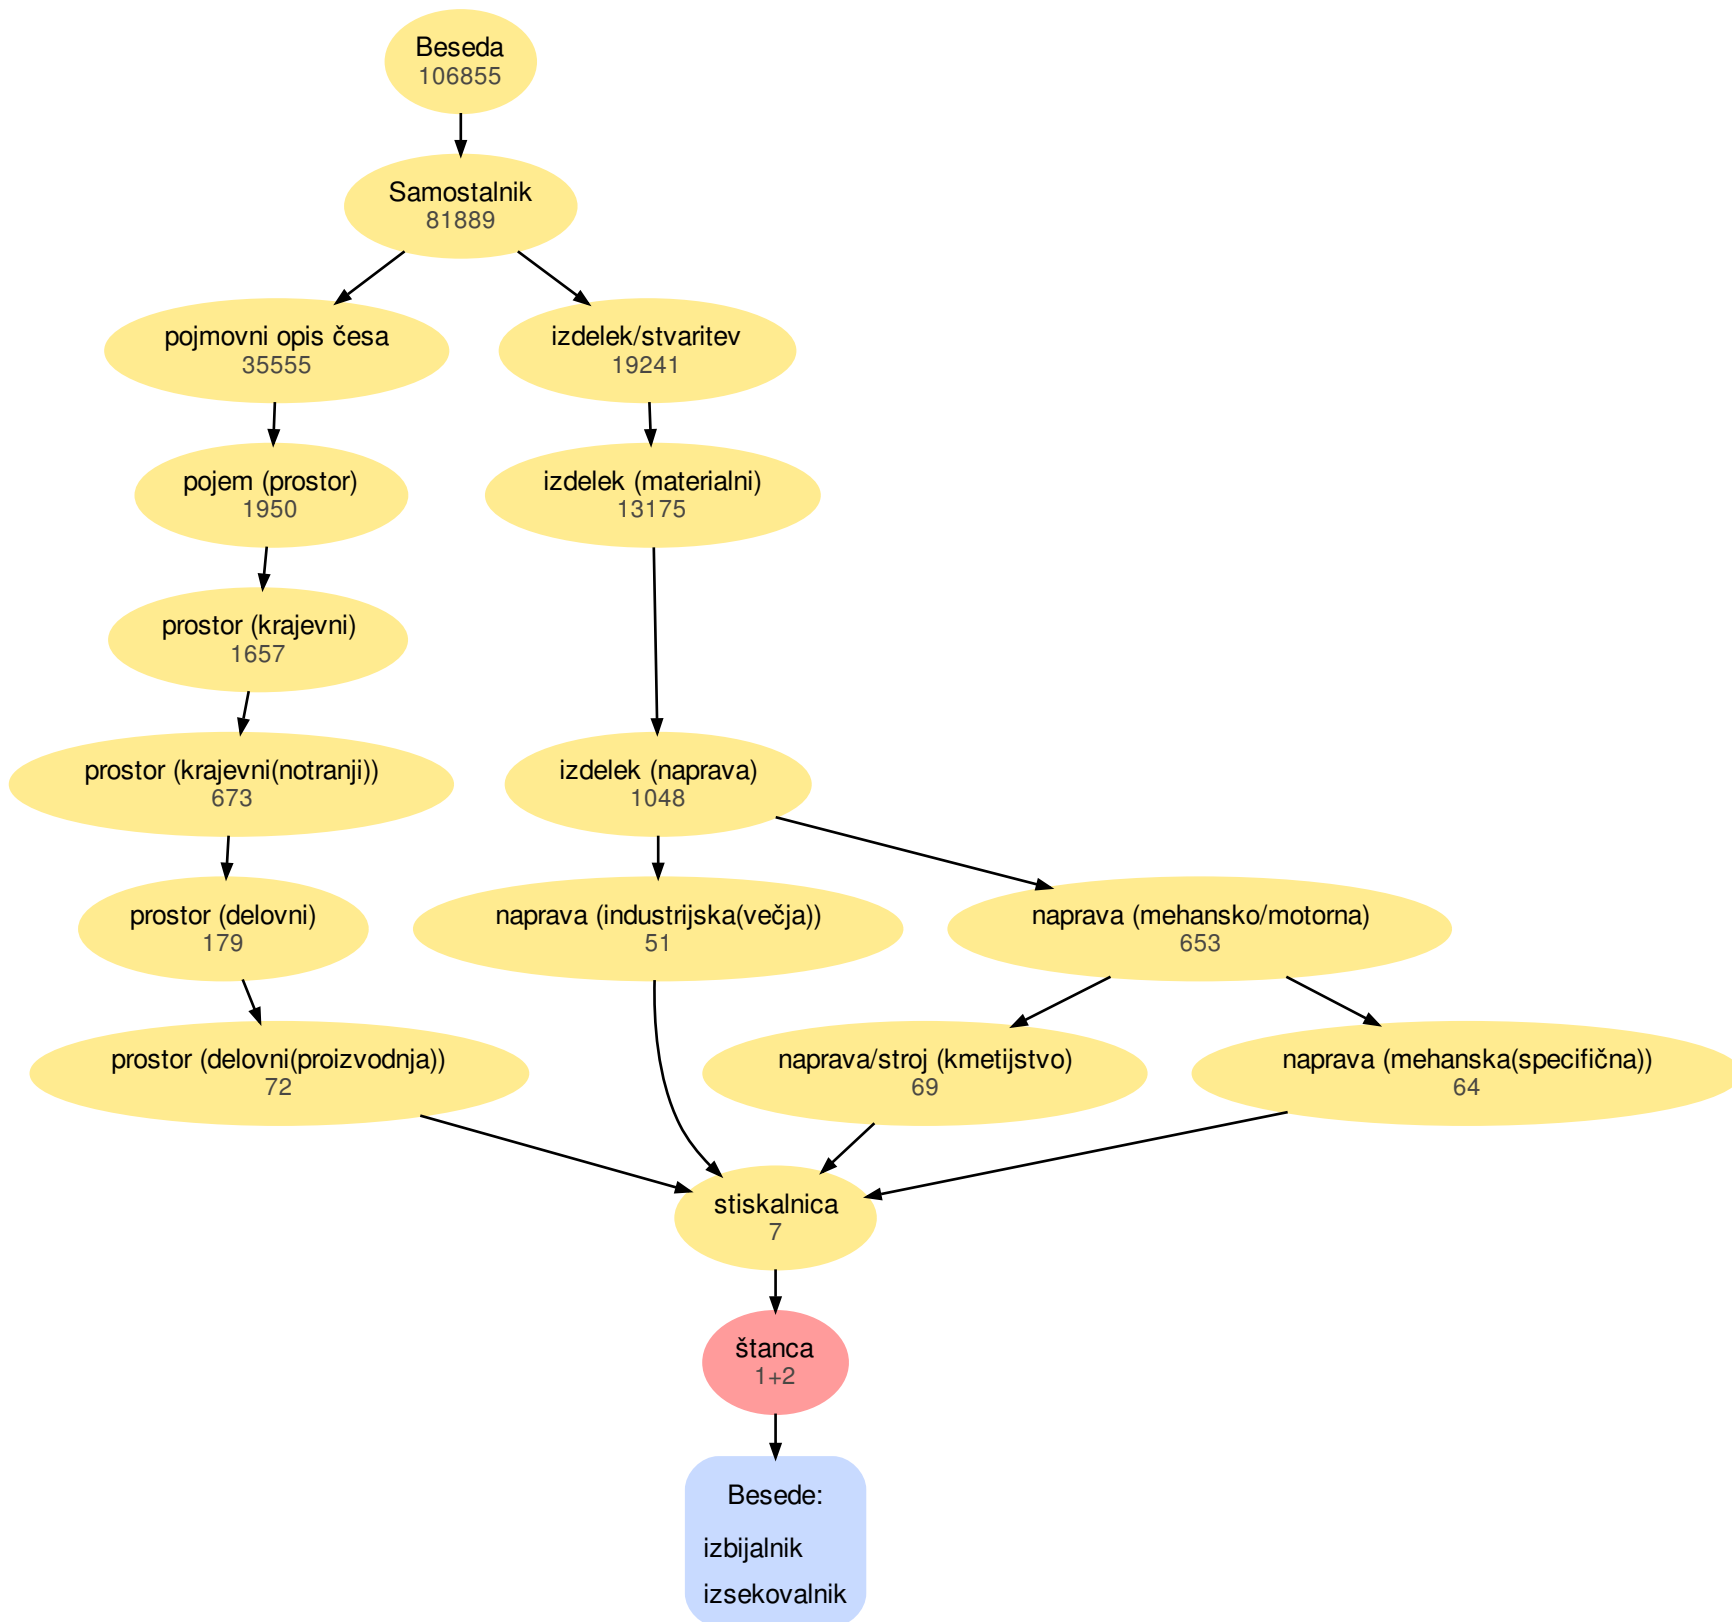 Beseda
106855
Samostalnik
81889
pojmovni opis česa
35555
izdelek/stvaritev
19241
pojem (prostor)
1950
izdelek (materialni)
13175
prostor (krajevni)
1657
prostor (krajevni(notranji))
673
izdelek (naprava)
1048
prostor (delovni)
179
naprava (industrijska(večja))
51
naprava (mehansko/motorna)
653
prostor (delovni(proizvodnja))
72
naprava/stroj (kmetijstvo)
69
naprava (mehanska(specifična))
64
stiskalnica
7
štanca
1+2
Besede:
izbijalnik
izsekovalnik